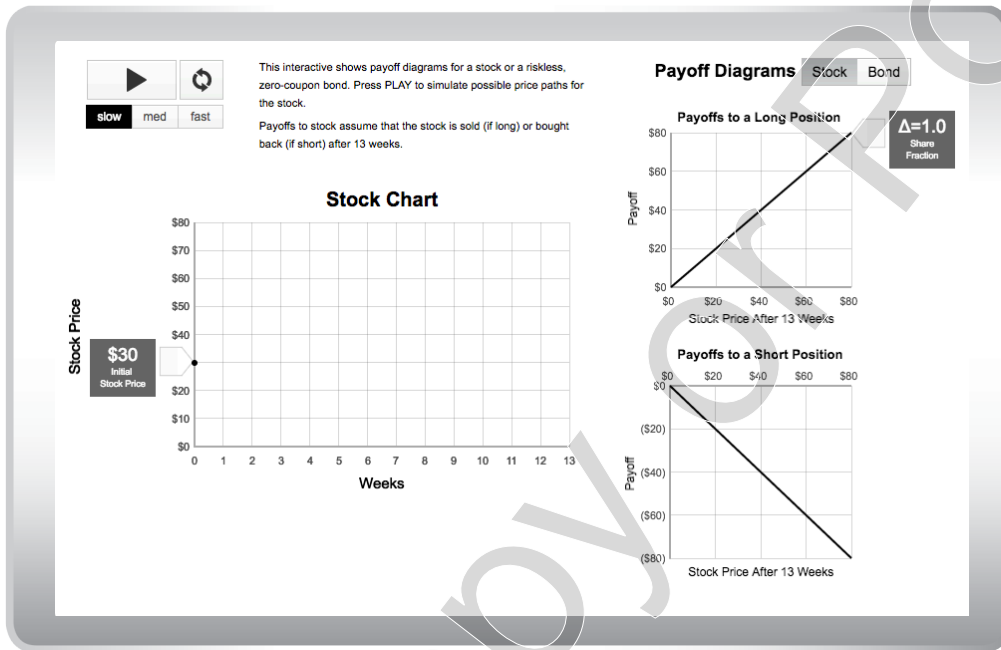 This interactive shows payoff diagrams for a stock or a riskless,
zero-coupon bond. Press PLAY to simulate possible price paths for
the stock.
Payoffs to stock assume that the stock is sold (if long) or bought
back (if short) after 13 weeks.
slow med fast
Stock Chart
$80
$70
$60
$50
$40
$20
$10
$0
Stock Price
$30
Initial
Stock Price
0 1 2 3 4 5 6 7 8 9 10 11 12 13
Weeks
Payoff Diagrams Stock Bond
Payoffs to a Long Position
Δ=1.0
Share
Fraction
$80
$60
$40
$20
$0
Payoff
$0 $20 $40 $60 $80
Stock Price After 13 Weeks
Payoffs to a Short Position
$0 $20 $40 $60 $80
$0
($20)
($40)
($60)
($80)
Payoff
Stock Price After 13 Weeks
py or Po